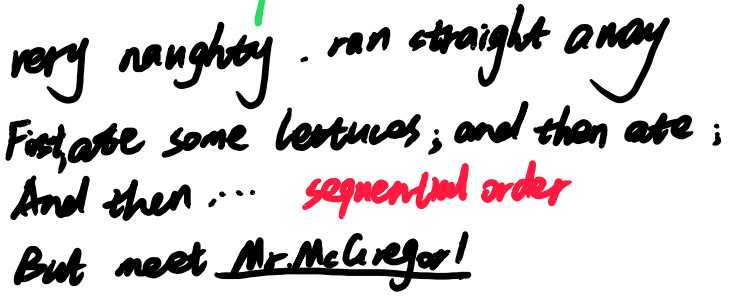 very naughty. ran straight away
First, ate some lettuces; and then ate;
And then ... sequential order
But meet Mr. McGregor!